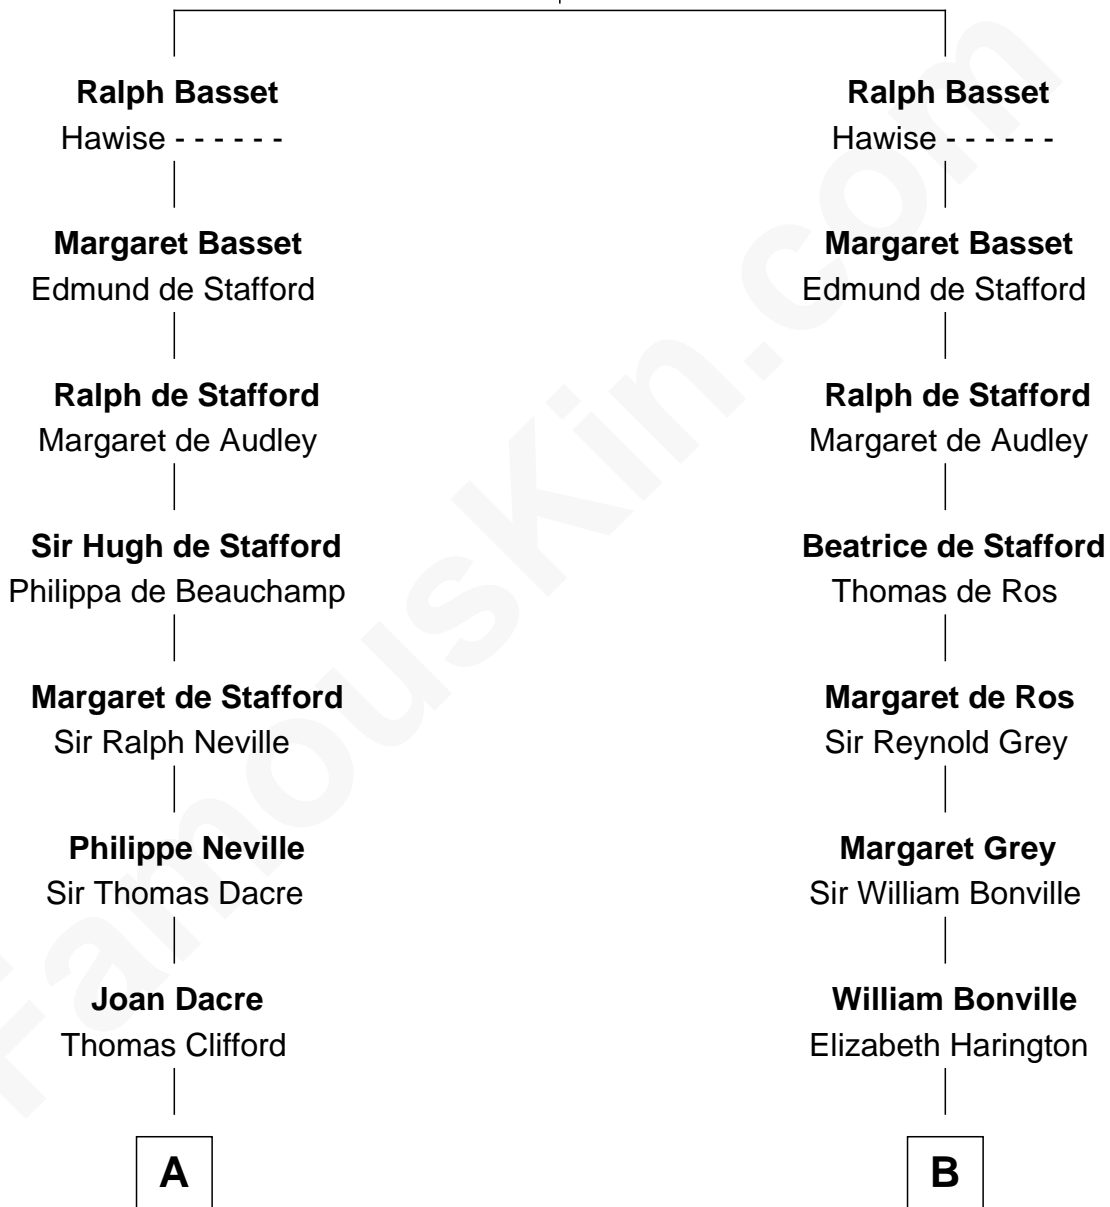 Ralph Basset
Hawise - - - - - -
Margaret Basset
Edmund de Stafford
Ralph de Stafford
Margaret de Audley
Sir Hugh de Stafford
Philippa de Beauchamp
Margaret de Stafford
Sir Ralph Neville
Philippe Neville
Sir Thomas Dacre
Joan Dacre
Thomas Clifford
A
Ralph Basset
Hawise - - - - - -
Margaret Basset
Edmund de Stafford
Ralph de Stafford
Margaret de Audley
Beatrice de Stafford
Thomas de Ros
Margaret de Ros
Sir Reynold Grey
Margaret Grey
Sir William Bonville
William Bonville
Elizabeth Harington
B
FamousKin.com